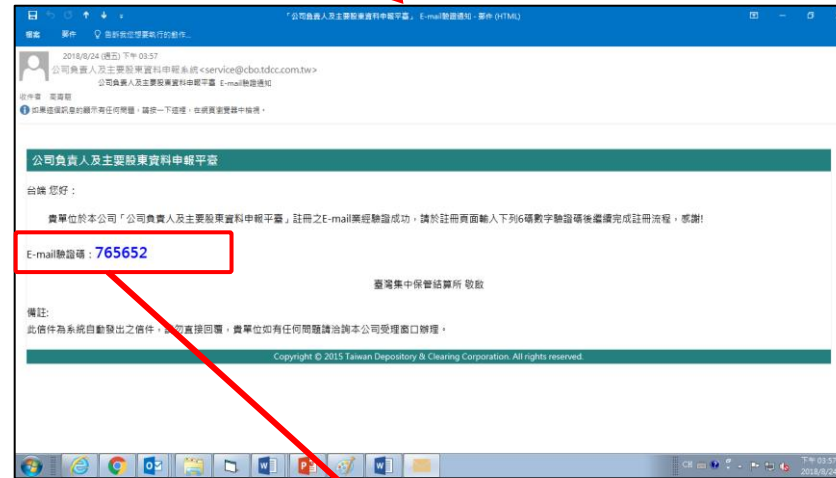 「公司負責人及主要股東資料申報平臺」 E-mail驗證通知 - 郵件 (HTML)
檔案 郵件 告訴我您想要執行的動作...
2018/8/24 (週五) 下午 03:57
公司負責人及主要股東資料申報系統<service@cbo.tdcc.com.tw>
公司負責人及主要股東資料申報平臺 E-mail驗證通知
收件者
如果這個訊息的顯示有任何問題，請按一下這裡，在網頁瀏覽器中檢視。
公司負責人及主要股東資料申報平臺
台端 您好：
貴單位於本公司「公司負責人及主要股東資料申報平臺」註冊之E-mail業經驗證成功，請於註冊頁面輸入下列6碼數字驗證碼後繼續完成註冊流程，感謝!
E-mail驗證碼：765652
臺灣集中保管結算所 敬啟
備註:
此信件為系統自動發出之信件，請勿直接回覆，貴單位如有任何問題請洽詢本公司受理窗口辦理。
Copyright © 2015 Taiwan Depository & Clearing Corporation. All rights reserved.
CH
下午 03:57
2018/8/24